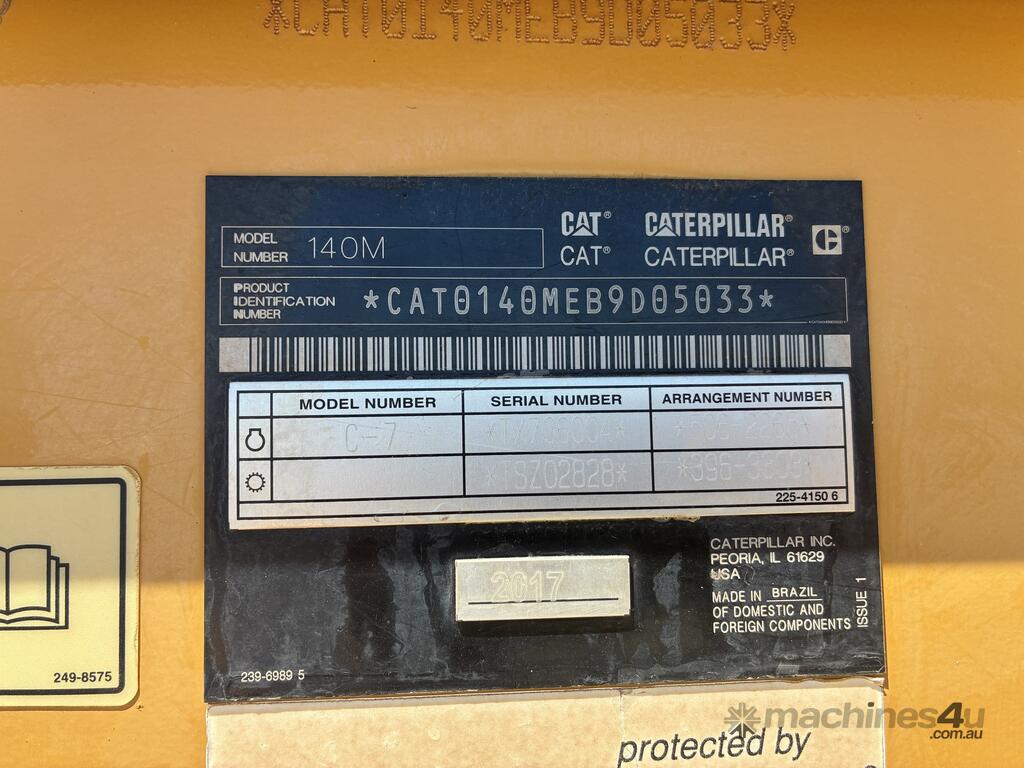 *CAT0140MEB9D05033*
CAT® CATERPILLAR®
MODEL NUMBER 140M
CAT® CATERPILLAR®
PRODUCT IDENTIFICATION NUMBER *CAT0140MEB9D05033*
MODEL NUMBER SERIAL NUMBER ARRANGEMENT NUMBER
C-7
*TSZ02828*
225-4150 6
2017
CATERPILLAR INC.
PEORIA, IL 61629
USA
MADE IN BRAZIL
OF DOMESTIC AND
FOREIGN COMPONENTS
ISSUE 1
239-6989 5
249-8575
protected by
machines4u
.com.au